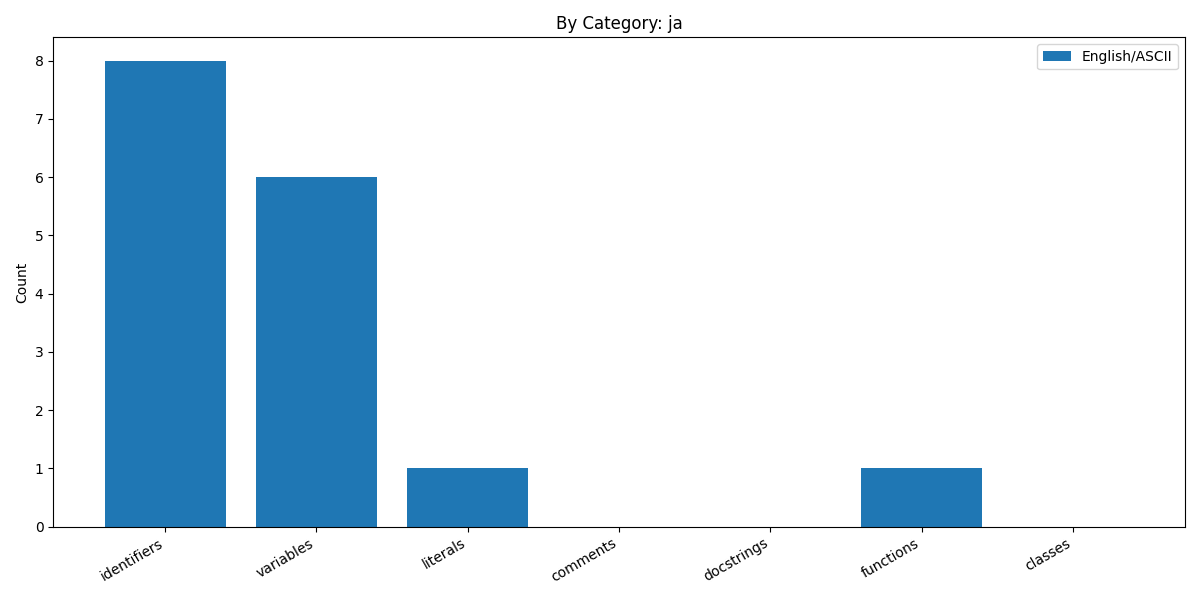 By Category: ja
English/ASCII
Count
8
7
6
5
4
3
2
1
0
identifiers
variables
literals
comments
docstrings
functions
classes